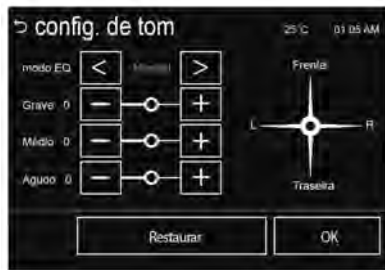 config. de tom 25°C 01:05 AM
modo EQ < > Frente
Grave 0 - +
L R
Médio 0 - +
Agudo 0 - + Traseira
Restaurar OK